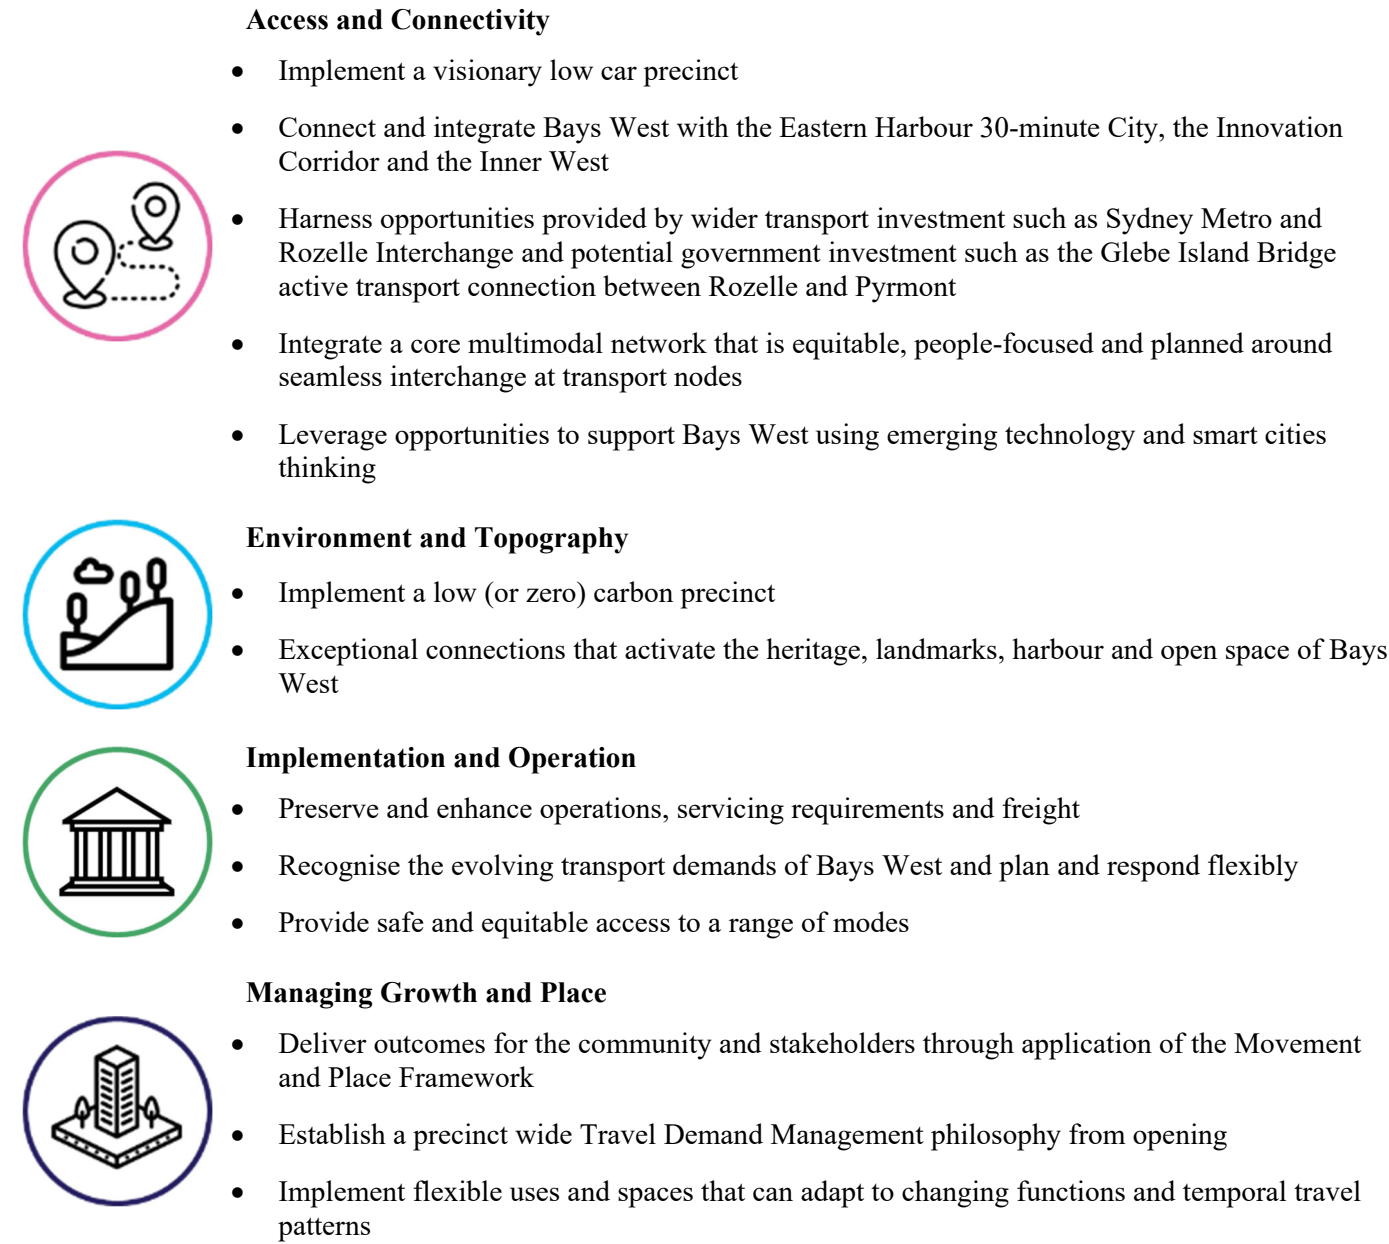 Access and Connectivity
• Implement a visionary low car precinct
• Connect and integrate Bays West with the Eastern Harbour 30-minute City, the Innovation
Corridor and the Inner West
• Harness opportunities provided by wider transport investment such as Sydney Metro and
Rozelle Interchange and potential government investment such as the Glebe Island Bridge
active transport connection between Rozelle and Pyrmont
• Integrate a core multimodal network that is equitable, people-focused and planned around
seamless interchange at transport nodes
• Leverage opportunities to support Bays West using emerging technology and smart cities
thinking
Environment and Topography
• Implement a low (or zero) carbon precinct
• Exceptional connections that activate the heritage, landmarks, harbour and open space of Bays
West
Implementation and Operation
• Preserve and enhance operations, servicing requirements and freight
• Recognise the evolving transport demands of Bays West and plan and respond flexibly
• Provide safe and equitable access to a range of modes
Managing Growth and Place
• Deliver outcomes for the community and stakeholders through application of the Movement
and Place Framework
• Establish a precinct wide Travel Demand Management philosophy from opening
• Implement flexible uses and spaces that can adapt to changing functions and temporal travel
patterns